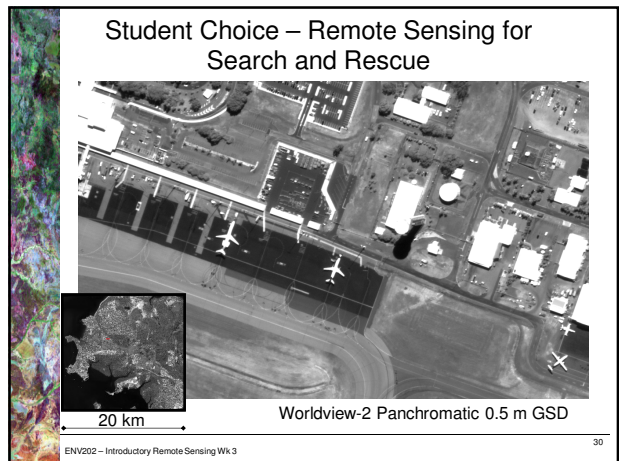 Student Choice – Remote Sensing for
Search and Rescue
20 km
Worldview-2 Panchromatic 0.5 m GSD
ENV202 – Introductory Remote Sensing Wk 3
30